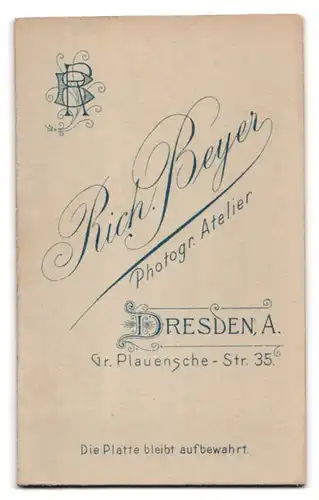 RB
Rich. Beyer
Photogr. Atelier
DRESDEN, A.
Gr. Plauensche - Str. 35.
Die Platte bleibt aufbewahrt.